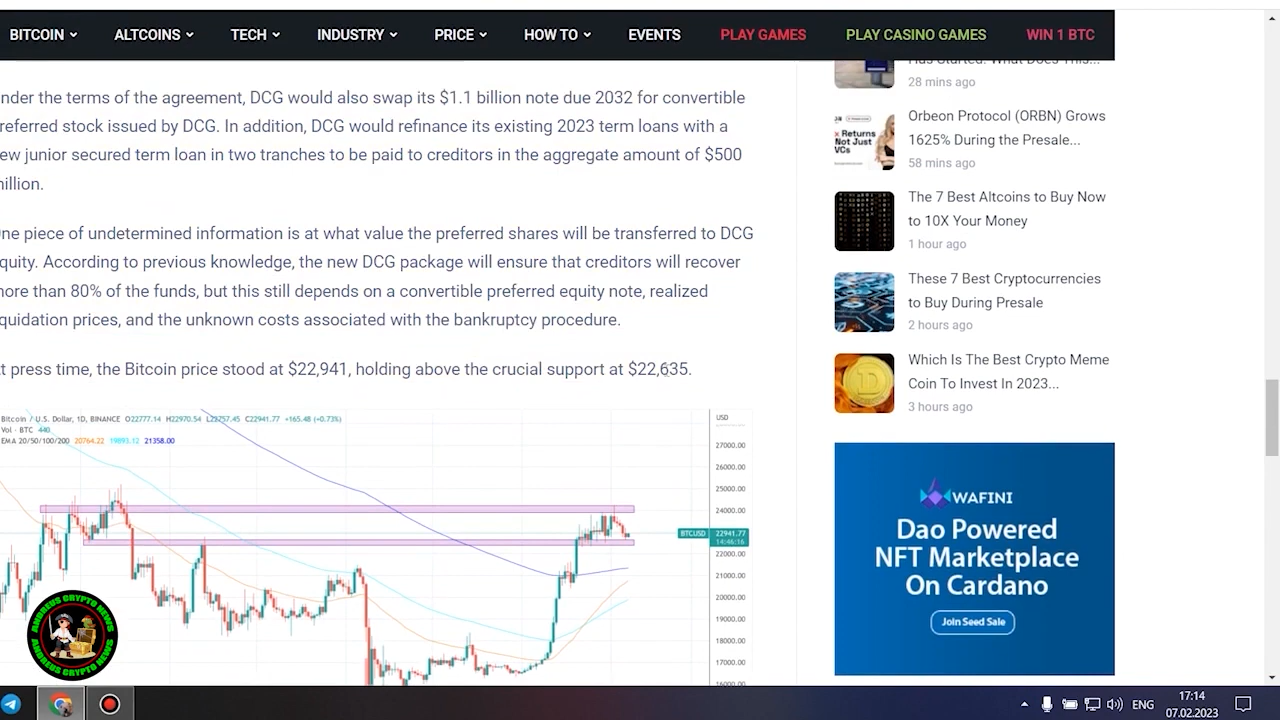 BITCOIN ALTCOINS TECH INDUSTRY PRICE HOW TO EVENTS PLAY GAMES PLAY CASINO GAMES WIN 1 BTC
nder the terms of the agreement, DCG would also swap its $1.1 billion note due 2032 for convertible
referred stock issued by DCG. In addition, DCG would refinance its existing 2023 term loans with a
ew junior secured term loan in two tranches to be paid to creditors in the aggregate amount of $500
illion.
ne piece of undetermined information is at what value the preferred shares will be transferred to DCG
quity. According to previous knowledge, the new DCG package will ensure that creditors will recover
ore than 80% of the funds, but this still depends on a convertible preferred equity note, realized
quidation prices, and the unknown costs associated with the bankruptcy procedure.
t press time, the Bitcoin price stood at $22,941, holding above the crucial support at $22,635.
Bitcoin / U.S. Dollar, 1D, BINANCE O22777.14 H22970.54 L22757.45 C22941.77 +165.48 (+0.73%)
Vol · BTC 440
EMA 20/50/100/200 20764.22 19893.12 21358.00
USD
27000.00
26000.00
25000.00
24000.00
BTCUSD 22941.77
14:46:16
22000.00
21000.00
20000.00
19000.00
18000.00
17000.00
16000.00
ANDREUS CRYPTO NEWS
ANDREUS CRYPTO NEWS
Has Started. What Does This...
28 mins ago
Returns
Not Just
VCs
Orbeon Protocol (ORBN) Grows
1625% During the Presale...
58 mins ago
The 7 Best Altcoins to Buy Now
to 10X Your Money
1 hour ago
These 7 Best Cryptocurrencies
to Buy During Presale
2 hours ago
Which Is The Best Crypto Meme
Coin To Invest In 2023...
3 hours ago
WAFINI
Dao Powered
NFT Marketplace
On Cardano
Join Seed Sale
ENG
17:14
07.02.2023